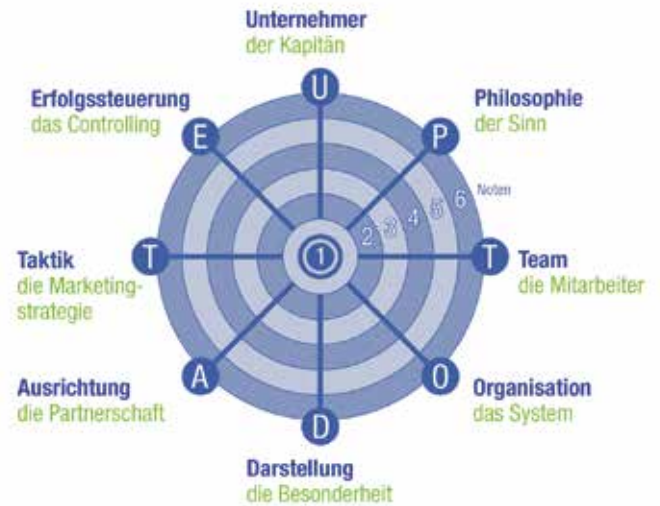 Unternehmer
der Kapitän
U
Erfolgssteuerung
das Controlling
E
Philosophie
der Sinn
P
1
2
3
4
5
6
Noten
Taktik
die Marketing-
strategie
T
Team
die Mitarbeiter
T
Ausrichtung
die Partnerschaft
A
Organisation
das System
O
D
Darstellung
die Besonderheit